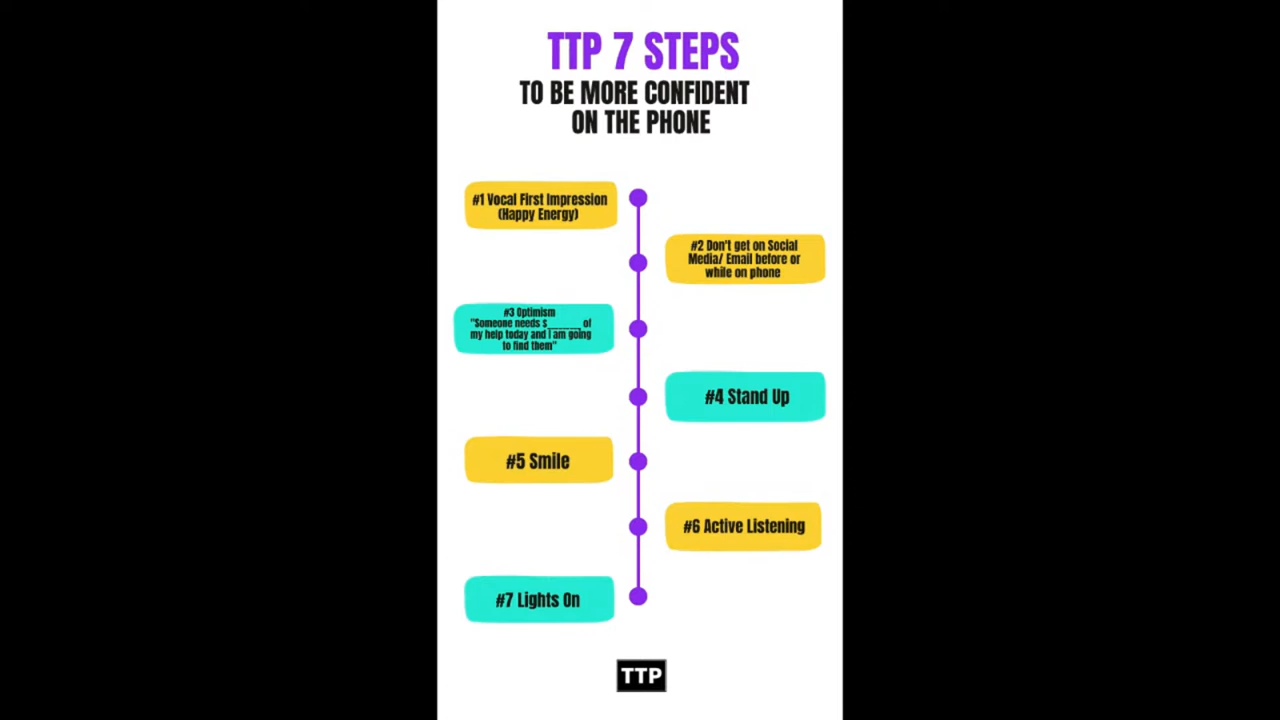 TTP 7 STEPS
TO BE MORE CONFIDENT
ON THE PHONE
#1 Vocal First Impression
(Happy Energy)
#2 Don't get on Social
Media/ Email before or
while on phone
#3 Optimism
"Someone needs $______ of
my help today and I am going
to find them"
#4 Stand Up
#5 Smile
#6 Active Listening
#7 Lights On
TTP